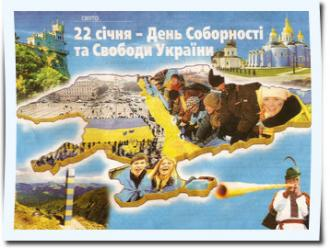 СВЯТО
22 січня – День Соборності
та Свободи України